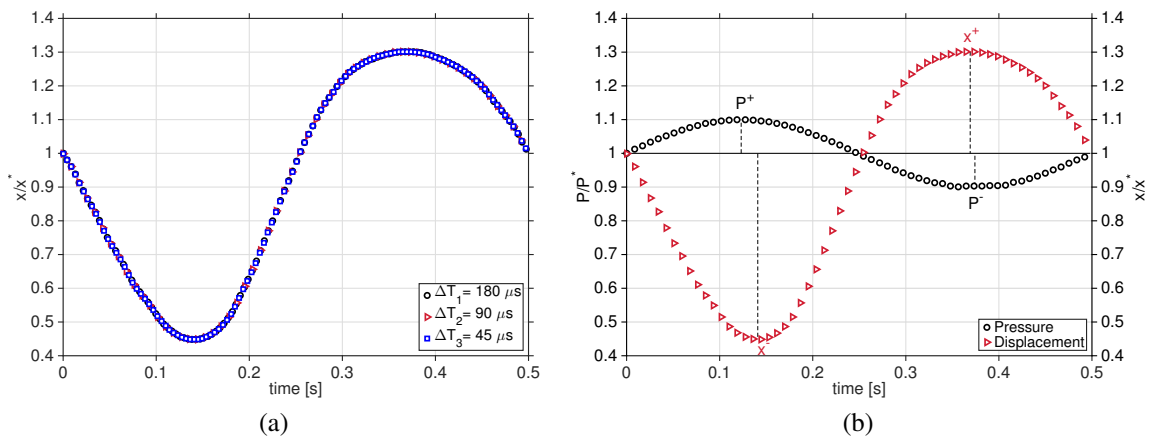 1.4
1.3
1.2
1.1
1
0.9
0.8
0.7
0.6
0.5
0.4
x/x*
0 0.1 0.2 0.3 0.4 0.5
time [s]
ΔT₁= 180 μs
ΔT₂= 90 μs
ΔT₃= 45 μs
(a)
1.4
1.3
1.2
1.1
1
0.9
0.8
0.7
0.6
0.5
0.4
P/P*
x⁺
P⁺
P⁻
x
Pressure
Displacement
0 0.1 0.2 0.3 0.4 0.5
time [s]
1.4
1.3
1.2
1.1
1
0.9
0.8
0.7
0.6
0.5
0.4
x/x*
(b)